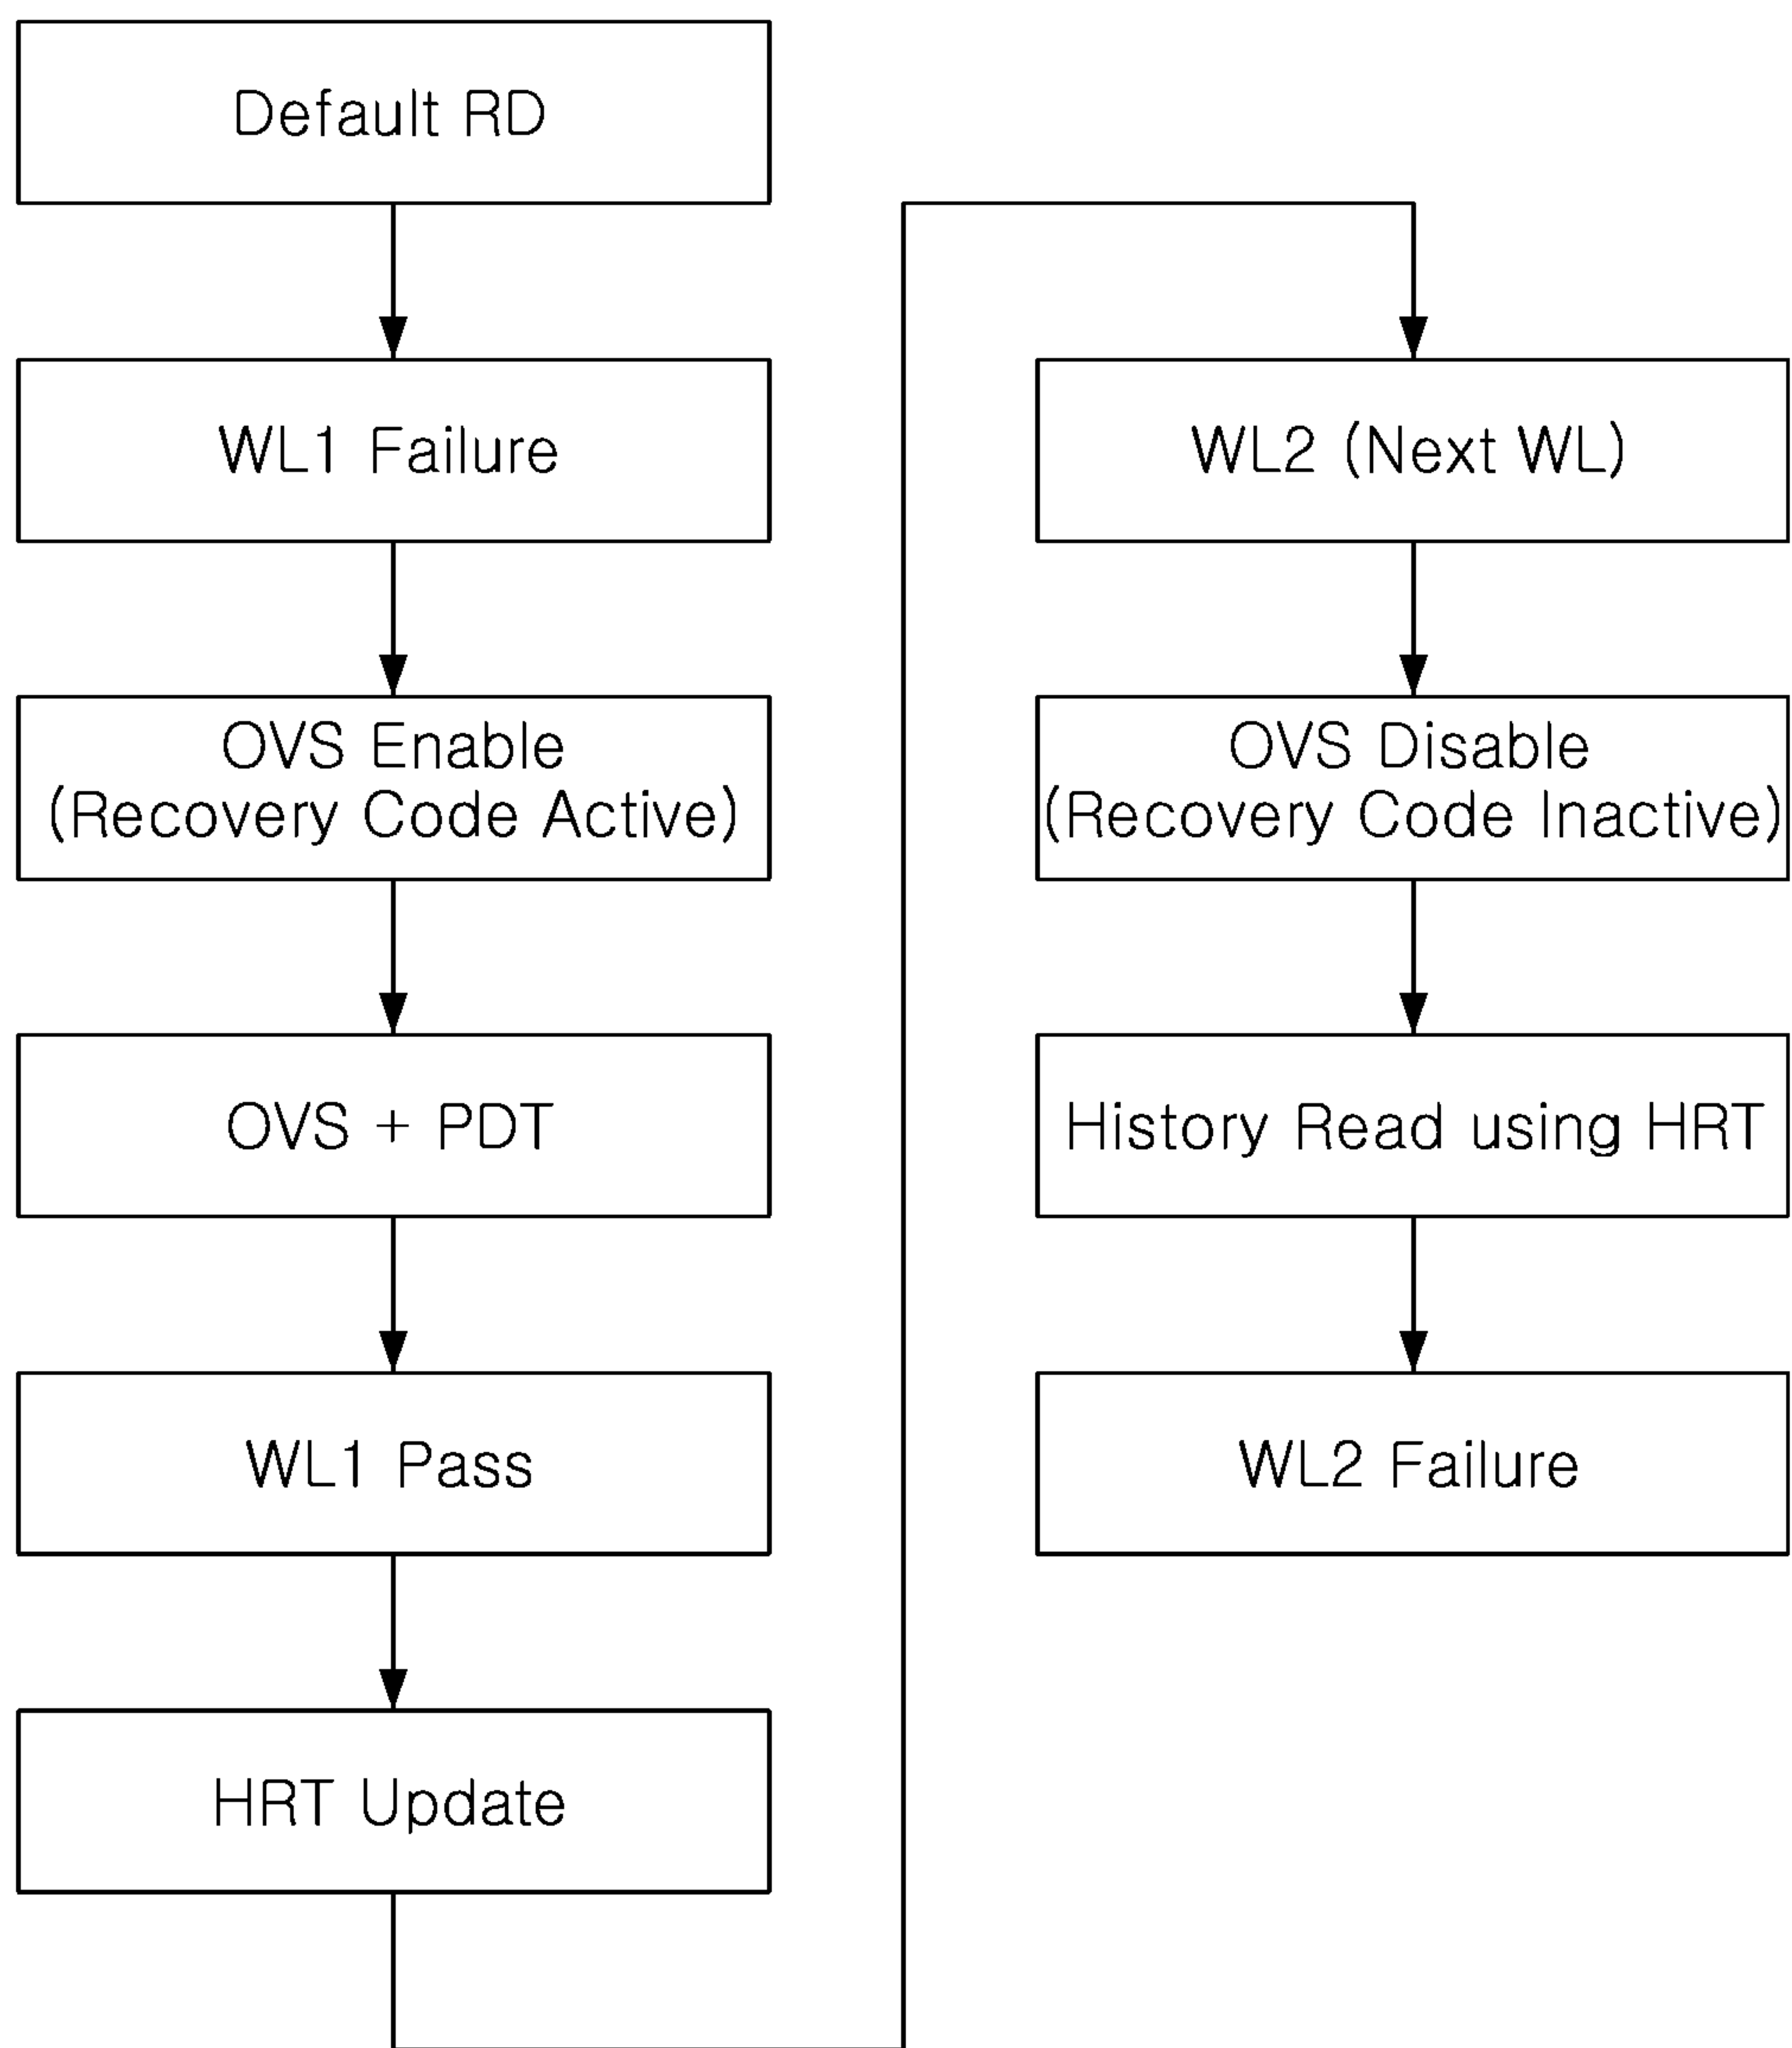 Default RD
WL1 Failure
OVS Enable
(Recovery Code Active)
OVS + PDT
WL1 Pass
HRT Update
WL2 (Next WL)
OVS Disable
(Recovery Code Inactive)
History Read using HRT
WL2 Failure